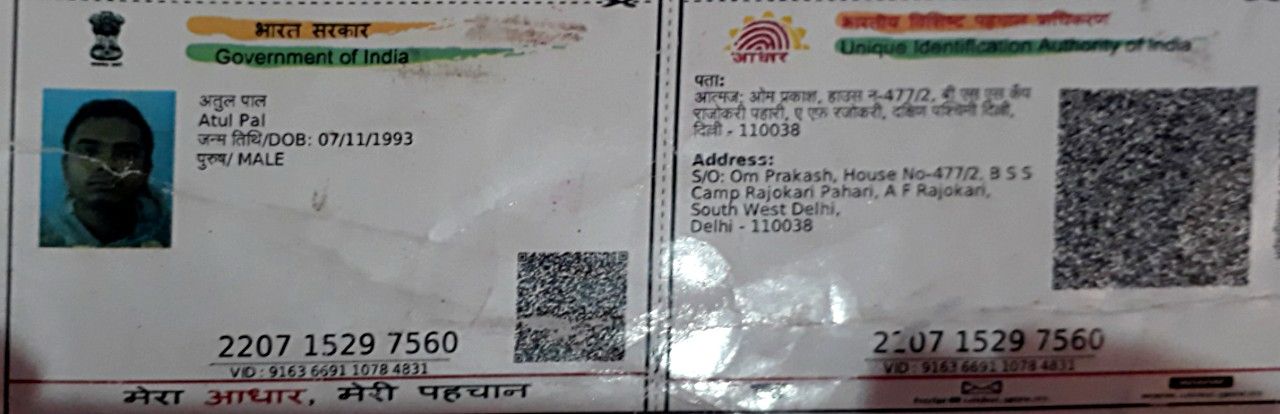 भारत सरकार
Government of India
अतुल पाल
Atul Pal
जन्म तिथि/DOB: 07/11/1993
पुरुष/ MALE
2207 1529 7560
VID : 9163 6691 1078 4831
मेरा आधार, मेरी पहचान
भारतीय विशिष्ट पहचान प्राधिकरण
Unique Identification Authority of India
आधार
पता:
आत्मज: ओम प्रकाश, हाउस न-477/2, बी एस एस कैंप
राजोकरी पहारी, ए एफ रजोकरी, दक्षिण पश्चिमी दिल्ली,
दिल्ली - 110038
Address:
S/O: Om Prakash, House No-477/2, B S S
Camp Rajokari Pahari, A F Rajokari,
South West Delhi,
Delhi - 110038
2207 1529 7560
VID : 9163 6691 1078 4831